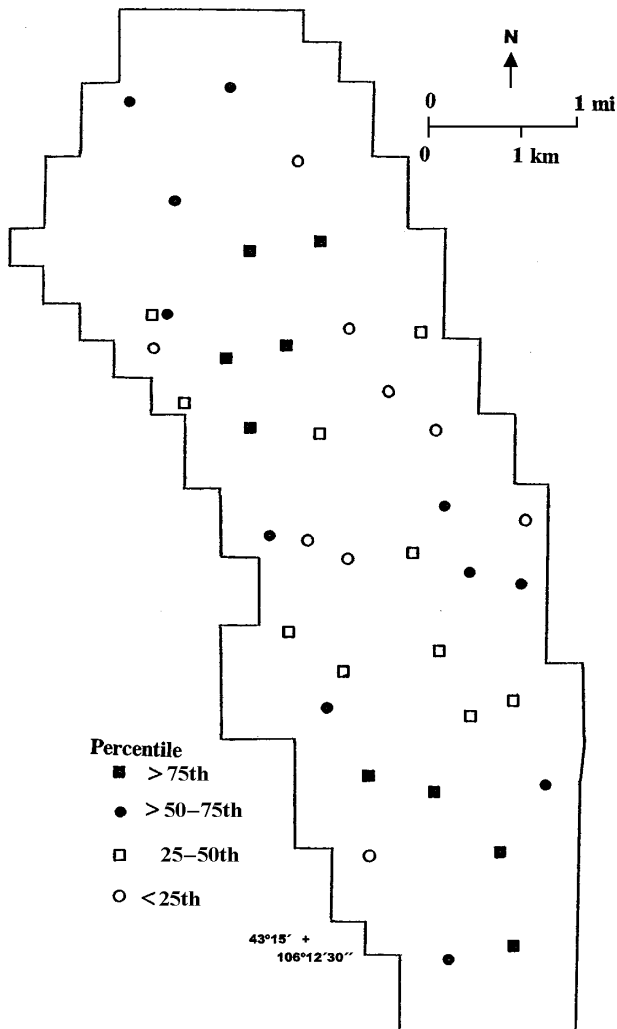 N
0 1 mi
0 1 km
Percentile
>75th
>50–75th
25–50th
<25th
43°15′ +
106°12′30″